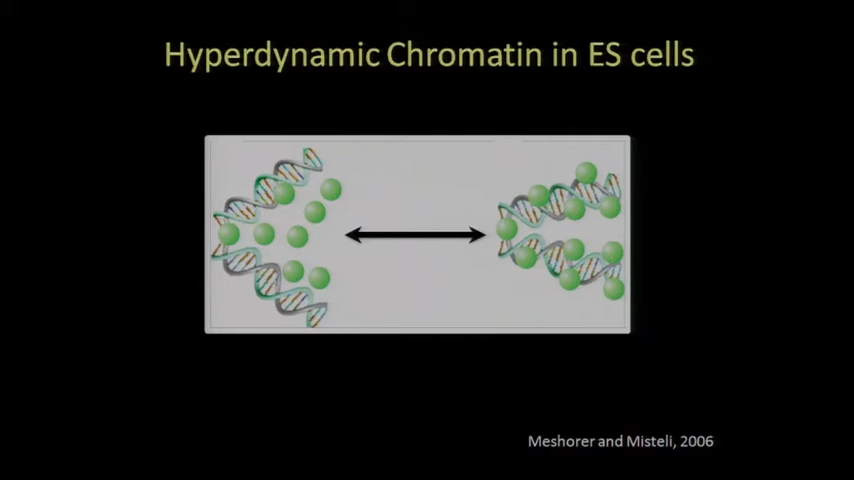 Hyperdynamic Chromatin in ES cells
Meshorer and Misteli, 2006